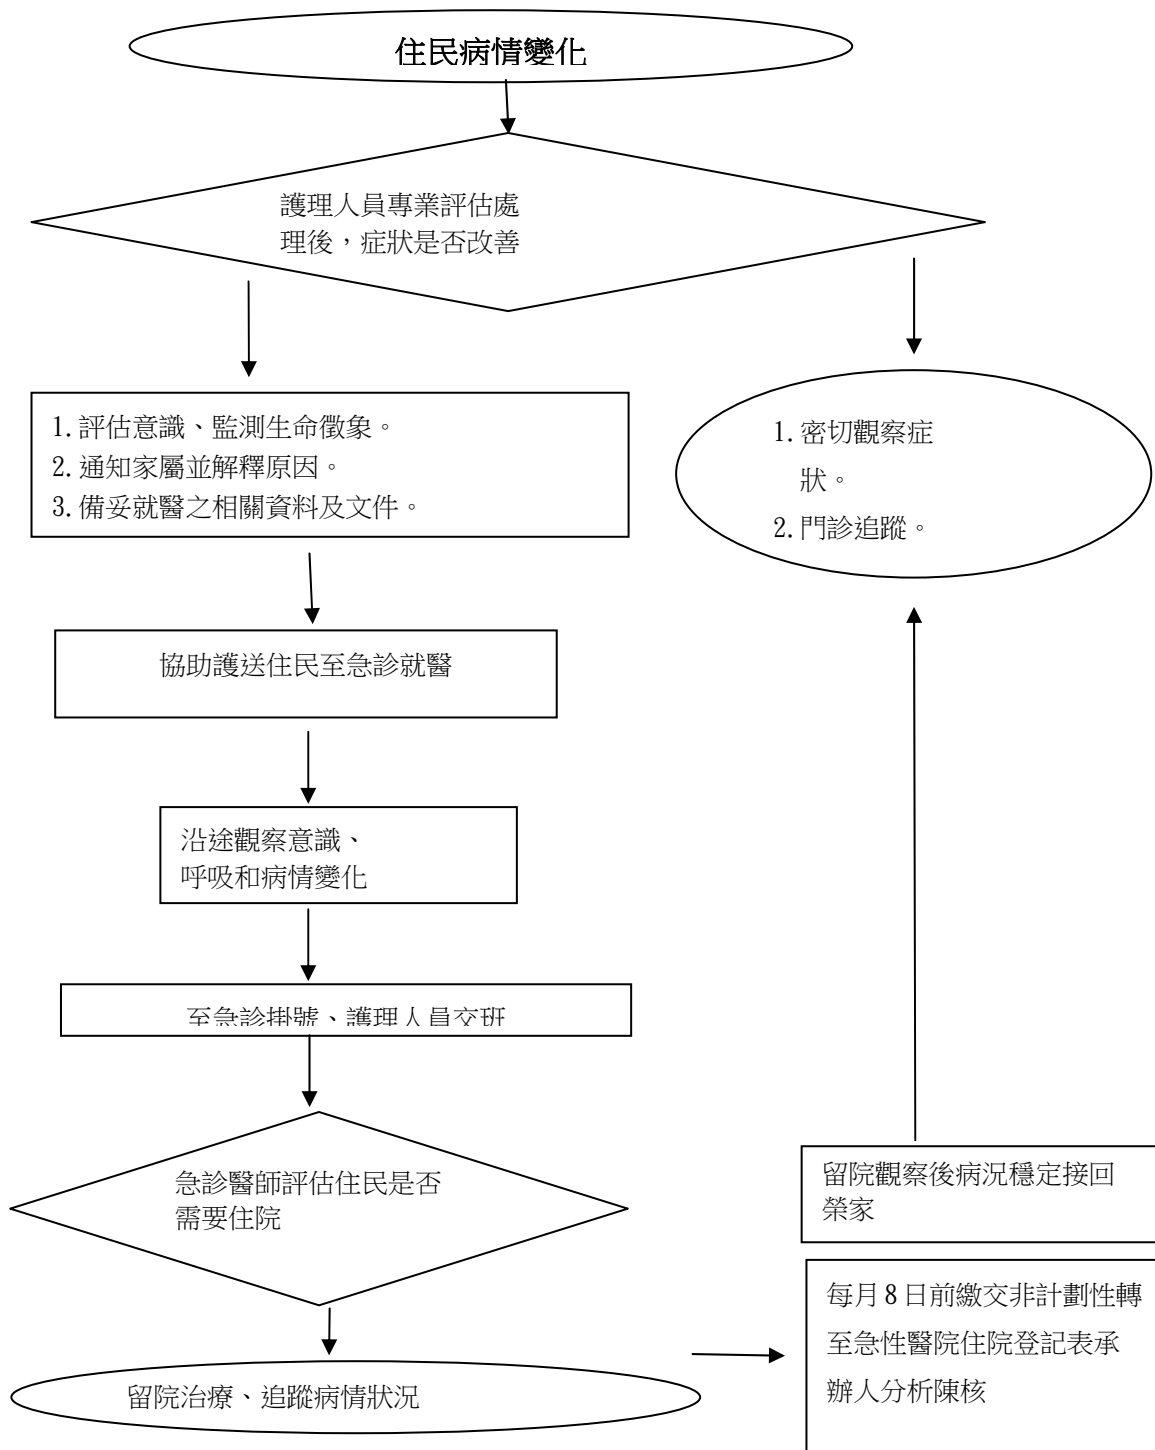 住民病情變化
護理人員專業評估處
理後，症狀是否改善
1.評估意識、監測生命徵象。
2.通知家屬並解釋原因。
3.備妥就醫之相關資料及文件。
1.密切觀察症
狀。
2.門診追蹤。
協助護送住民至急診就醫
沿途觀察意識、
呼吸和病情變化
至急診掛號、護理人員交班
急診醫師評估住民是否
需要住院
留院觀察後病況穩定接回
榮家
每月8日前繳交非計劃性轉
至急性醫院住院登記表承
辦人分析陳核
留院治療、追蹤病情狀況